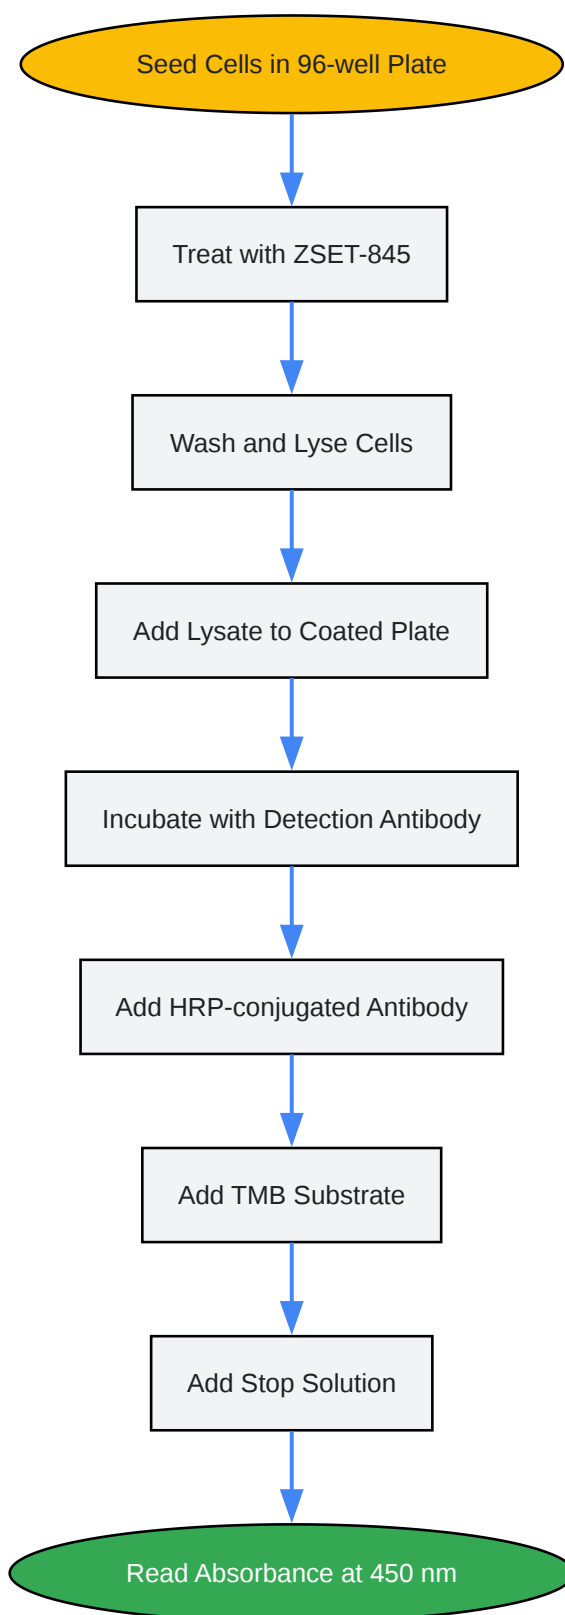 Seed Cells in 96-well Plate
Treat with ZSET-845
Wash and Lyse Cells
Add Lysate to Coated Plate
Incubate with Detection Antibody
Add HRP-conjugated Antibody
Add TMB Substrate
Add Stop Solution
Read Absorbance at 450 nm